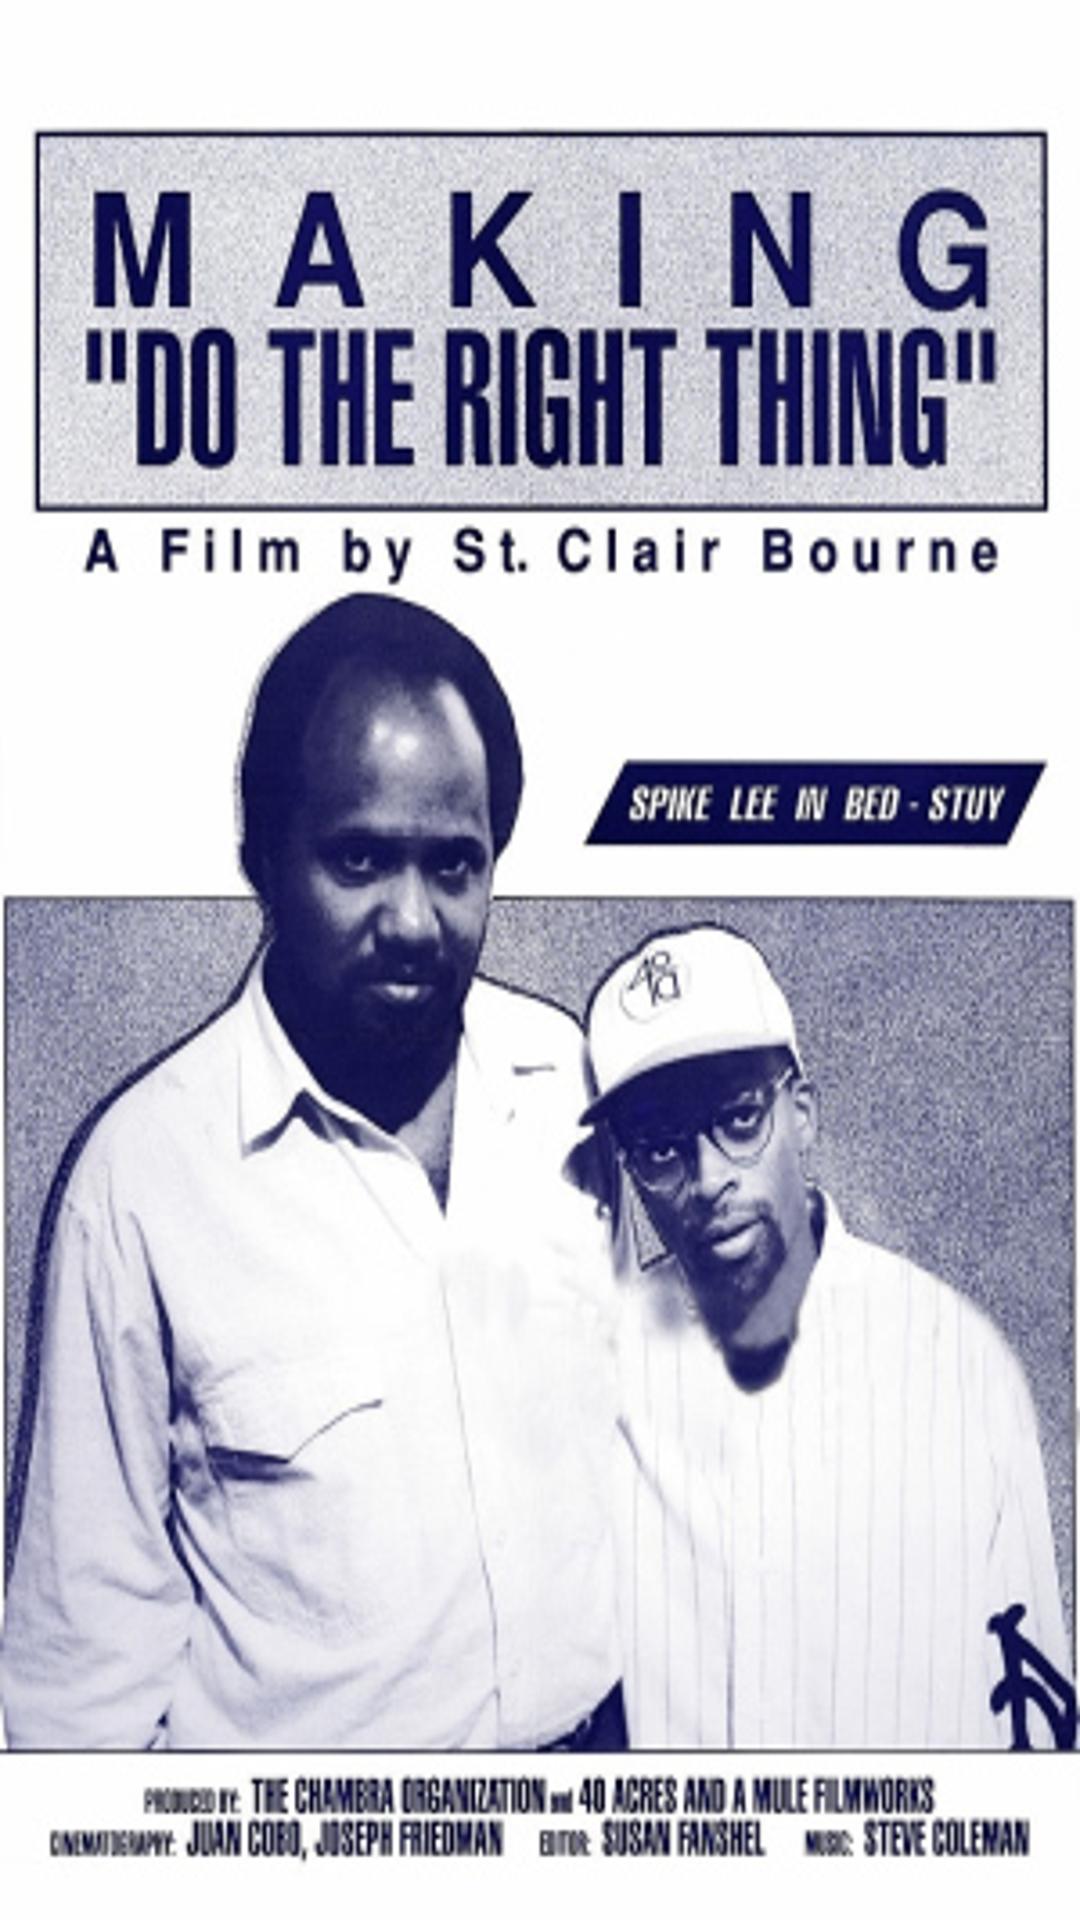 MAKING
"DO THE RIGHT THING"
A Film by St. Clair Bourne
SPIKE LEE IN BED - STUY
40
a
PRODUCED BY: THE CHAMBRA ORGANIZATION and 40 ACRES AND A MULE FILMWORKS
CINEMATOGRAPHY: JUAN COBO, JOSEPH FRIEDMAN EDITOR: SUSAN FANSHEL MUSIC: STEVE COLEMAN